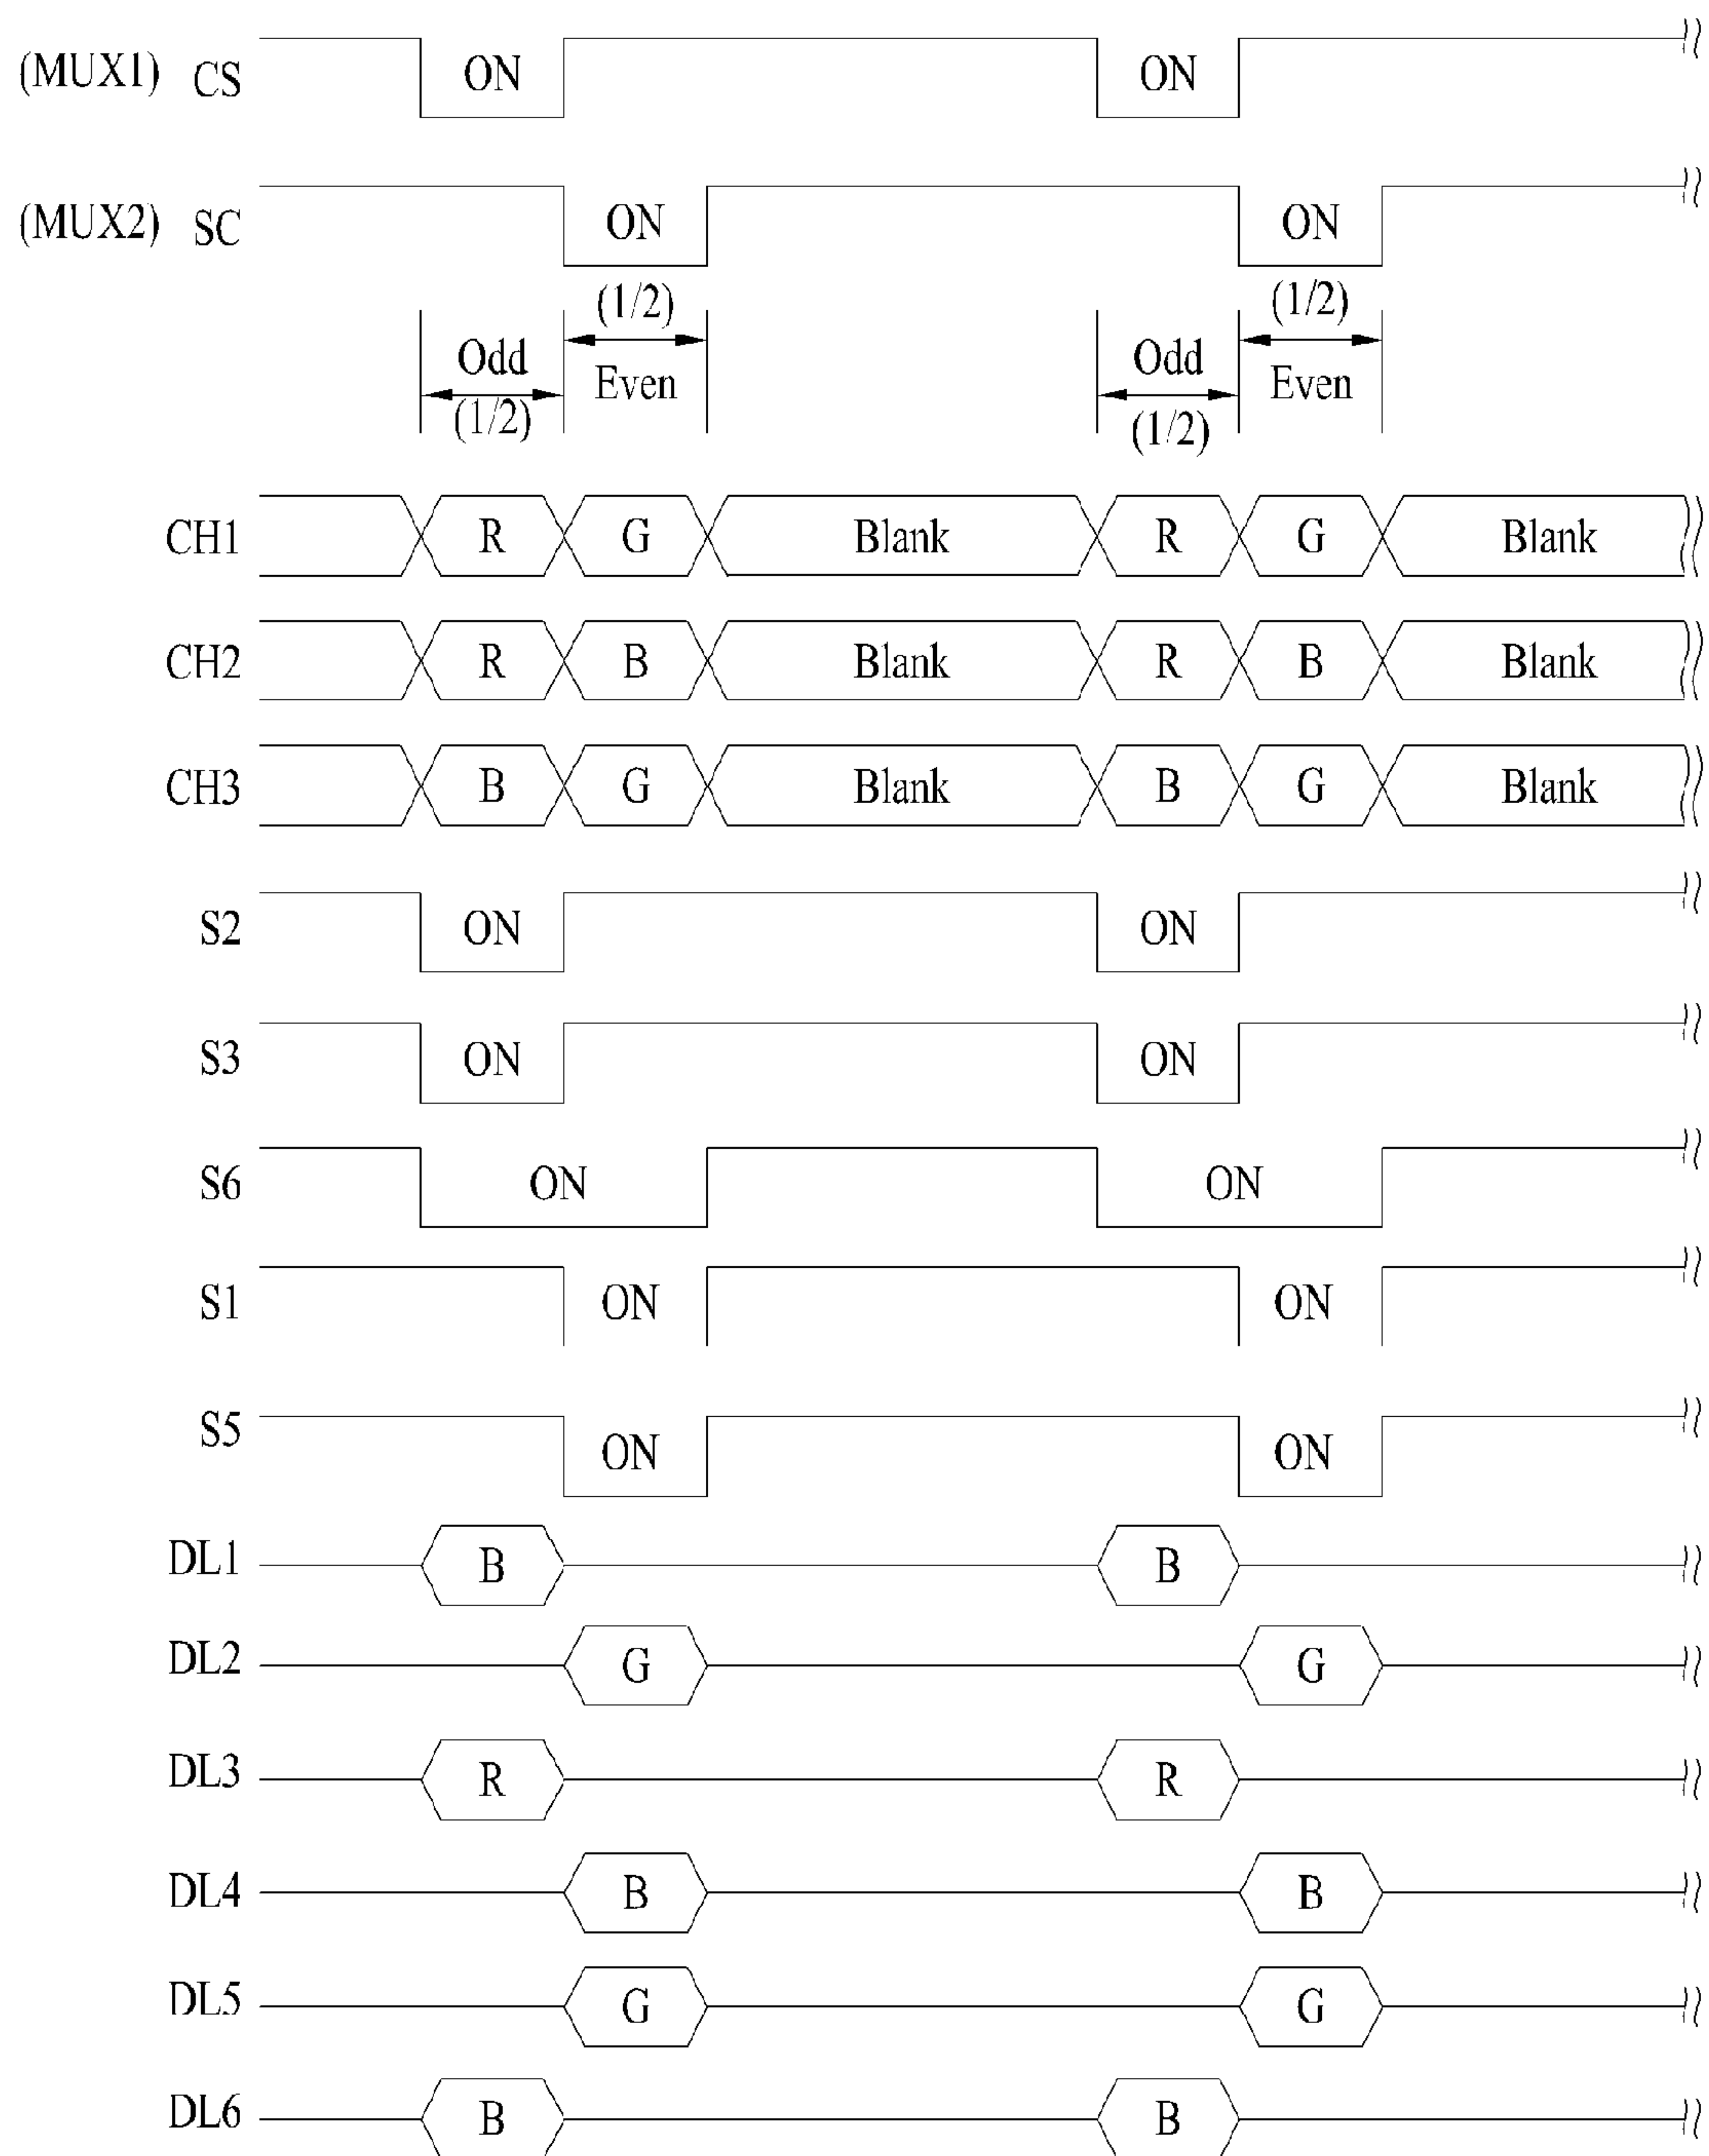 (MUX1) CS ON ON
(MUX2) SC ON ON
(1/2) (1/2)
Odd Odd
Even Even
(1/2) (1/2)
CH1 R G Blank R G Blank
CH2 R B Blank R B Blank
CH3 B G Blank B G Blank
S2 ON ON
S3 ON ON
S6 ON ON
S1 ON ON
S5 ON ON
DL1 B B
DL2 G G
DL3 R R
DL4 B B
DL5 G G
DL6 B B